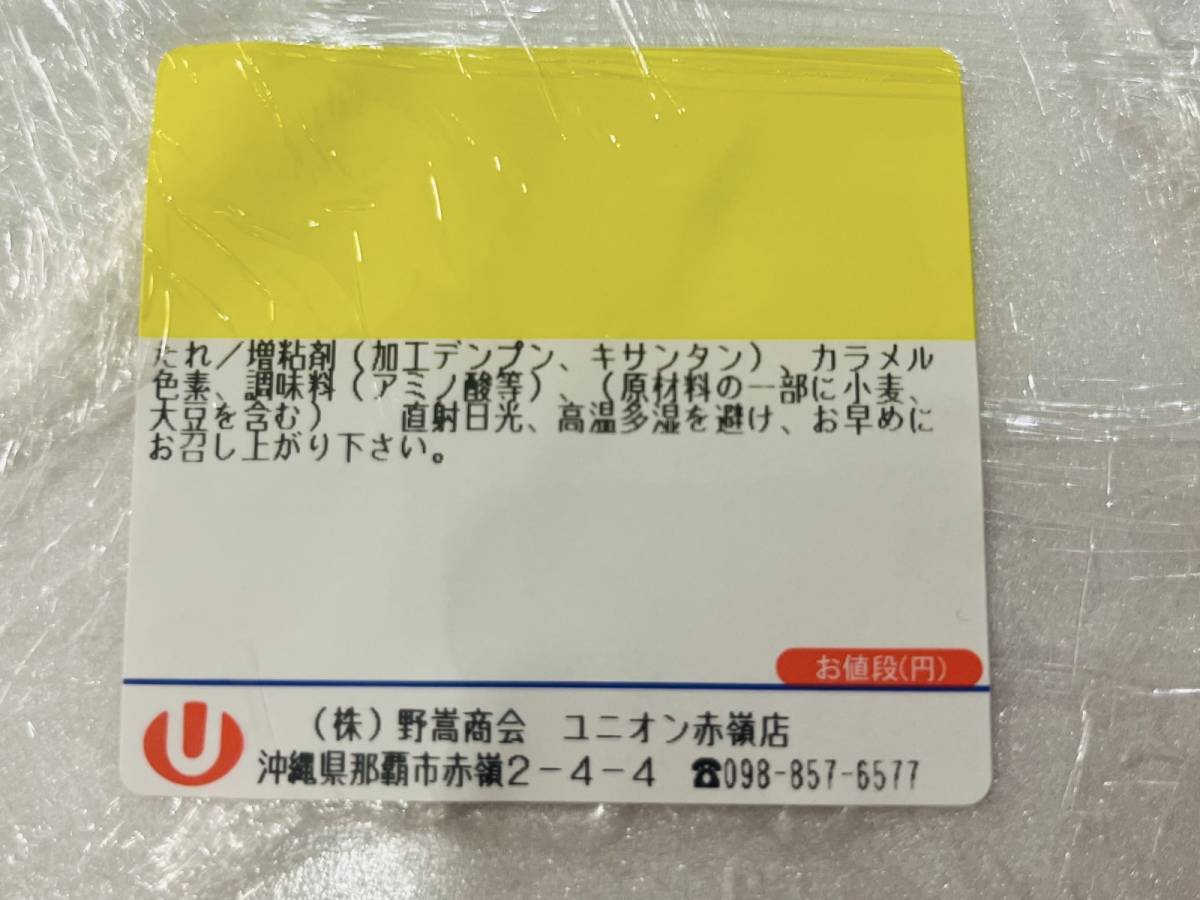 たれ／増粘剤（加工デンプン、キサンタン）、カラメル
色素、調味料（アミノ酸等）、（原材料の一部に小麦、
大豆を含む）　　直射日光、高温多湿を避け、お早めに
お召し上がり下さい。
お値段(円)
（株）野嵩商会　ユニオン赤嶺店
沖縄県那覇市赤嶺2－4－4　☎098-857-6577